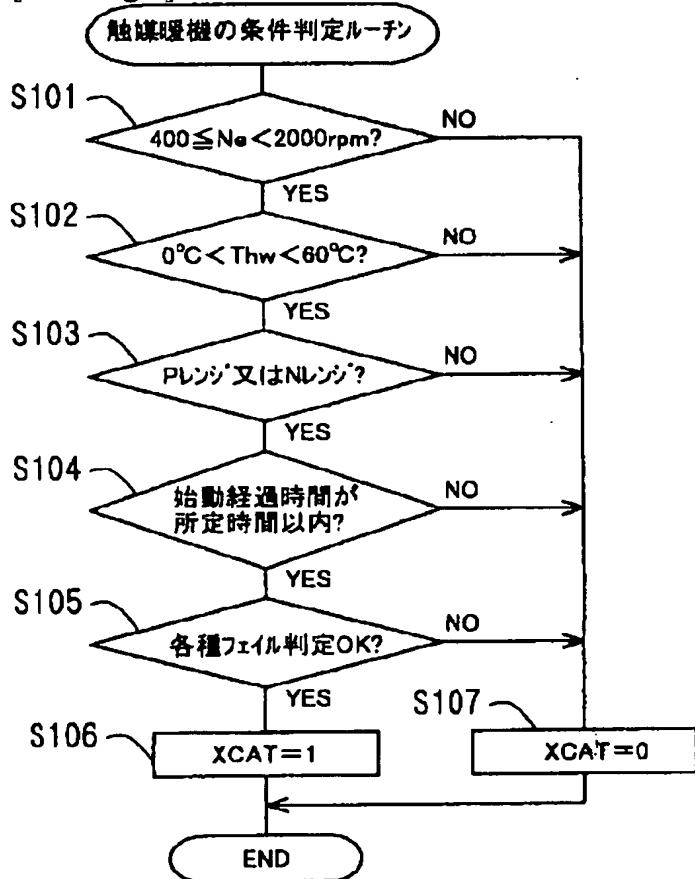 触媒暖機の条件判定ルーチン
S101
400≦Ne<2000rpm?
NO
YES
S102
0℃<Thw<60℃?
NO
YES
S103
Pレンジ又はNレンジ?
NO
YES
S104
始動経過時間が
所定時間以内?
NO
YES
S105
各種フェイル判定OK?
NO
YES
S106
XCAT=1
S107
XCAT=0
END